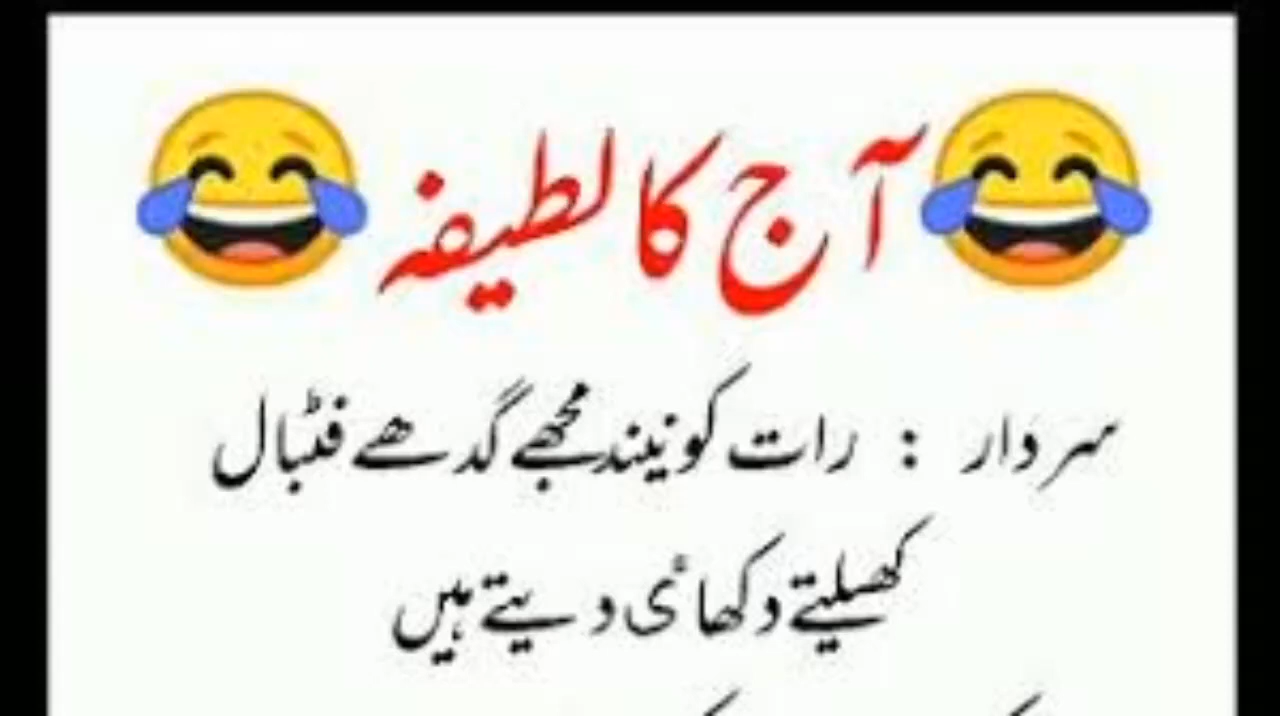 آج کا لطیفہ
سردار : رات کو نیند مجھے گدھے فٹبال
کھیلتے دکھائی دیتے ہیں